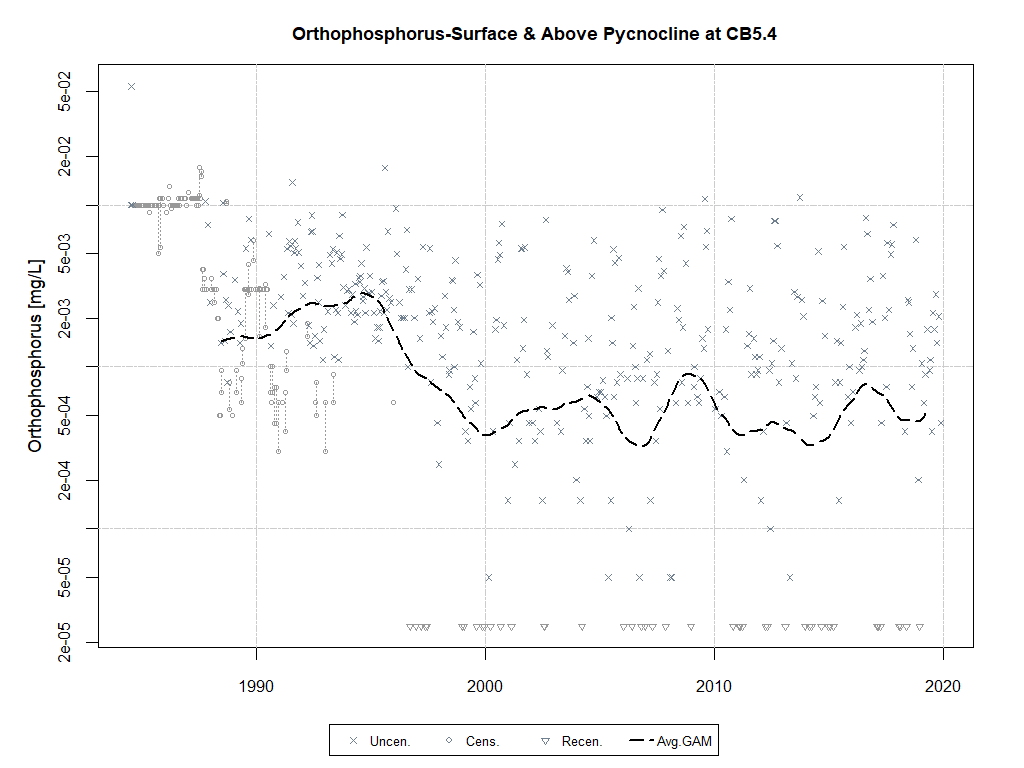 Orthophosphorus-Surface & Above Pycnocline at CB5.4
Orthophosphorus [mg/L]
5e-02
2e-02
5e-03
2e-03
5e-04
2e-04
5e-05
2e-05
1990 2000 2010 2020
Uncen. Cens. Recen. Avg.GAM